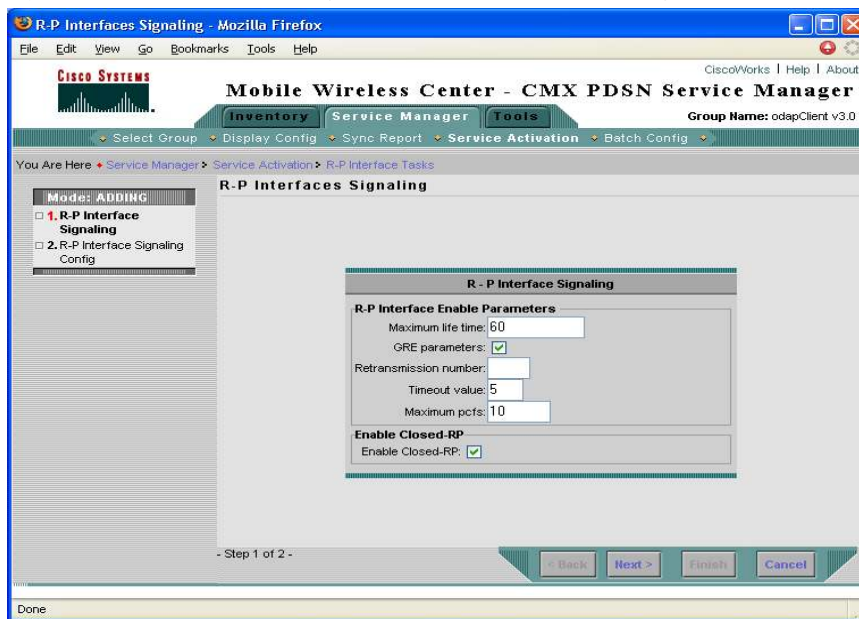 R-P Interfaces Signaling - Mozilla Firefox
File Edit View Go Bookmarks Tools Help
CISCO SYSTEMS
CiscoWorks | Help | About
Mobile Wireless Center - CMX PDSN Service Manager
Inventory Service Manager Tools
Group Name: odapClient v3.0
Select Group Display Config Sync Report Service Activation Batch Config
You Are Here Service Manager > Service Activation > R-P Interface Tasks
R-P Interfaces Signaling
Mode: ADDING
1. R-P Interface
Signaling
2. R-P Interface Signaling
Config
R - P Interface Signaling
R-P Interface Enable Parameters
Maximum life time: 60
GRE parameters:
Retransmission number:
Timeout value: 5
Maximum pcfs: 10
Enable Closed-RP
Enable Closed-RP:
- Step 1 of 2 -
< Back Next > Finish Cancel
Done